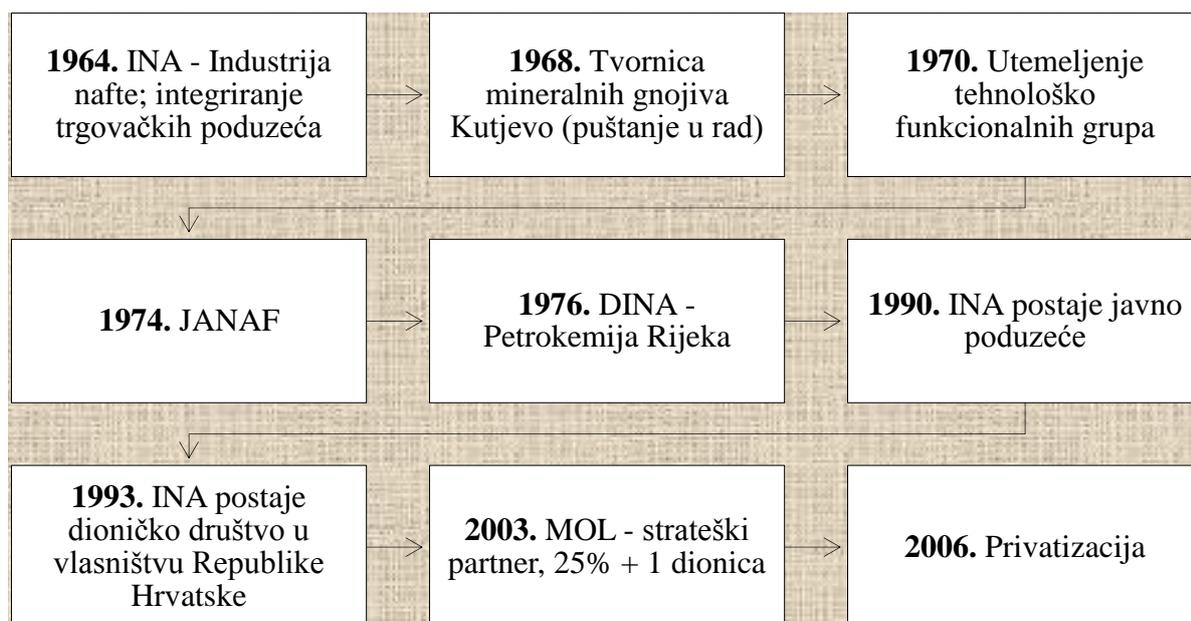 1964. INA - Industrija
nafte; integriranje
trgovačkih poduzeća
1968. Tvornica
mineralnih gnojiva
Kutjevo (puštanje u rad)
1970. Utemeljenje
tehnološko
funkcionalnih grupa
1974. JANAF
1976. DINA -
Petrokemija Rijeka
1990. INA postaje javno
poduzeće
1993. INA postaje
dioničko društvo u
vlasništvu Republike
Hrvatske
2003. MOL - strateški
partner, 25% + 1 dionica
2006. Privatizacija